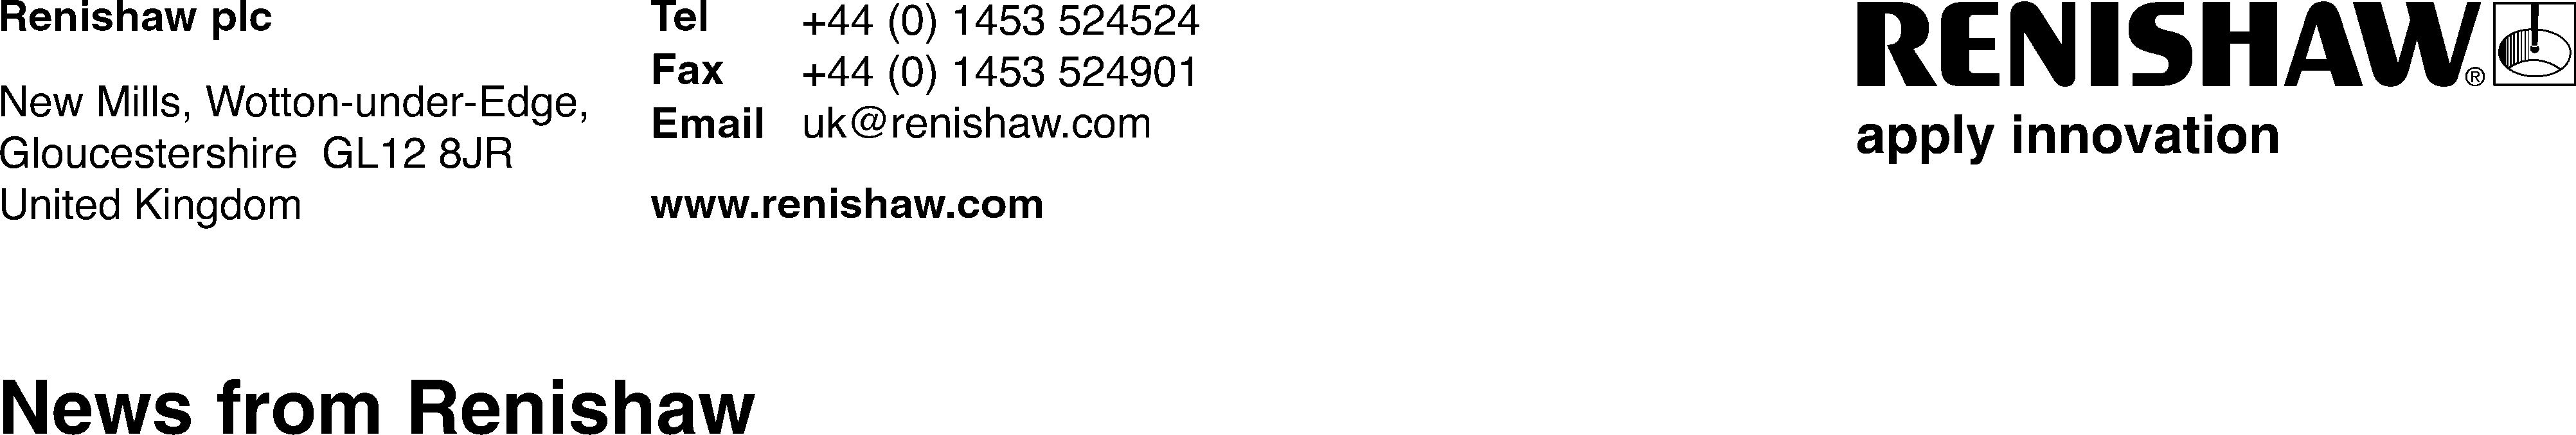 Renishaw plc
New Mills, Wotton-under-Edge,
Gloucestershire  GL12 8JR
United Kingdom
Tel +44 (0) 1453 524524
Fax +44 (0) 1453 524901
Email uk@renishaw.com
www.renishaw.com
RENISHAW®
apply innovation
News from Renishaw